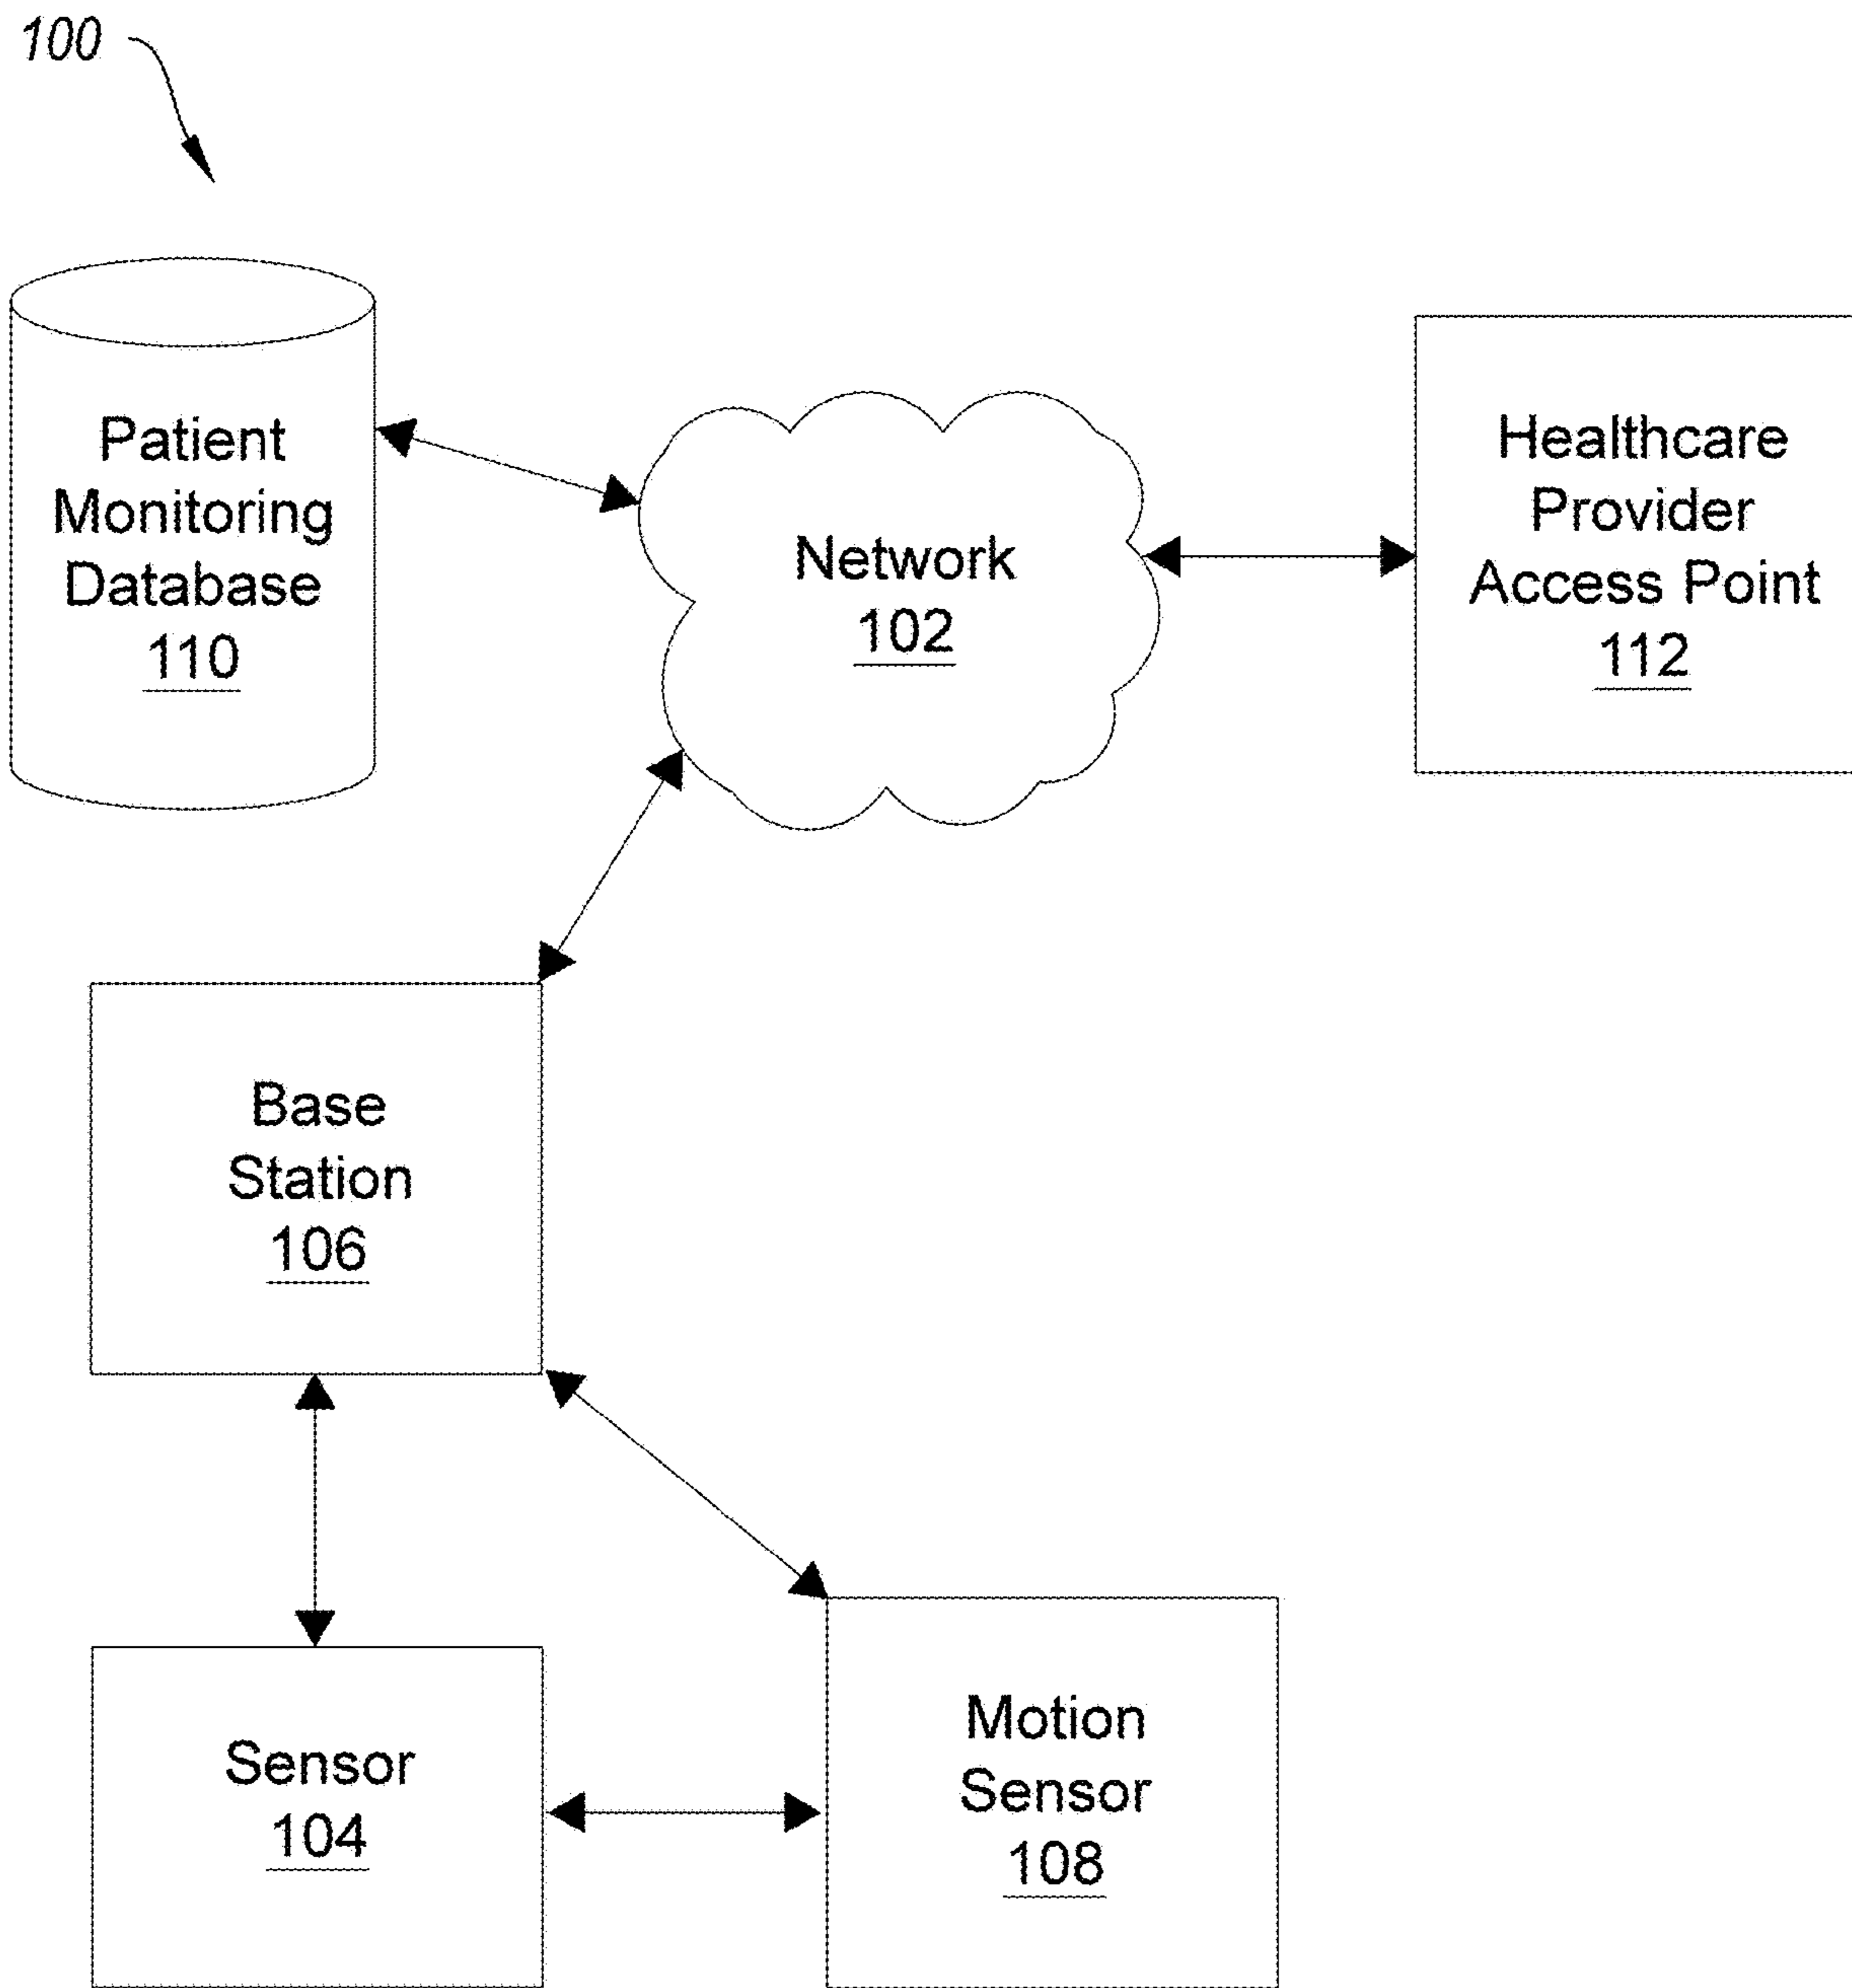 100
Patient
Monitoring
Database
110
Network
102
Healthcare
Provider
Access Point
112
Base
Station
106
Sensor
104
Motion
Sensor
108